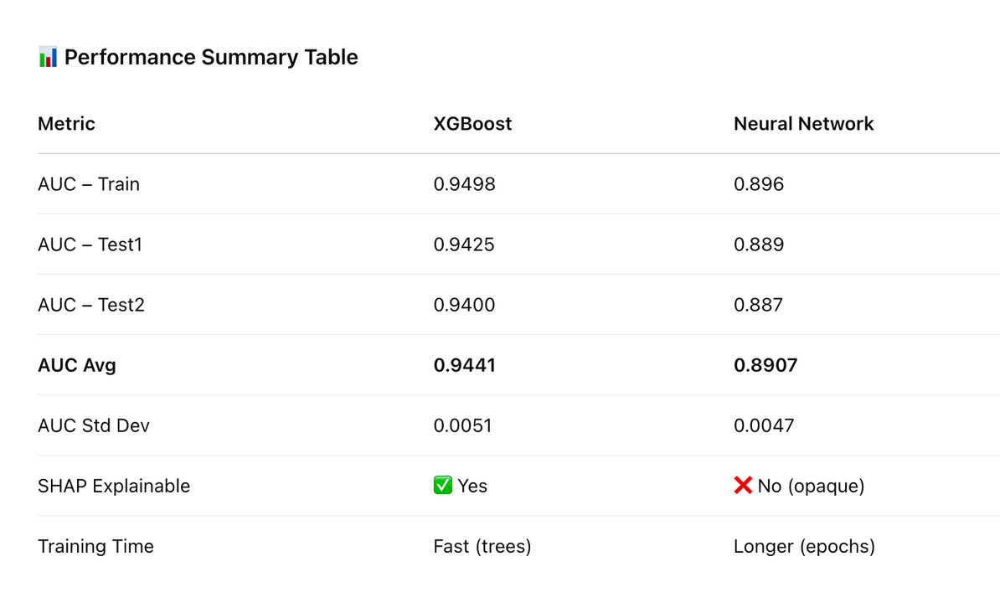 📊 Performance Summary Table
Metric XGBoost Neural Network
AUC – Train 0.9498 0.896
AUC – Test1 0.9425 0.889
AUC – Test2 0.9400 0.887
AUC Avg 0.9441 0.8907
AUC Std Dev 0.0051 0.0047
SHAP Explainable ✅ Yes ❌ No (opaque)
Training Time Fast (trees) Longer (epochs)